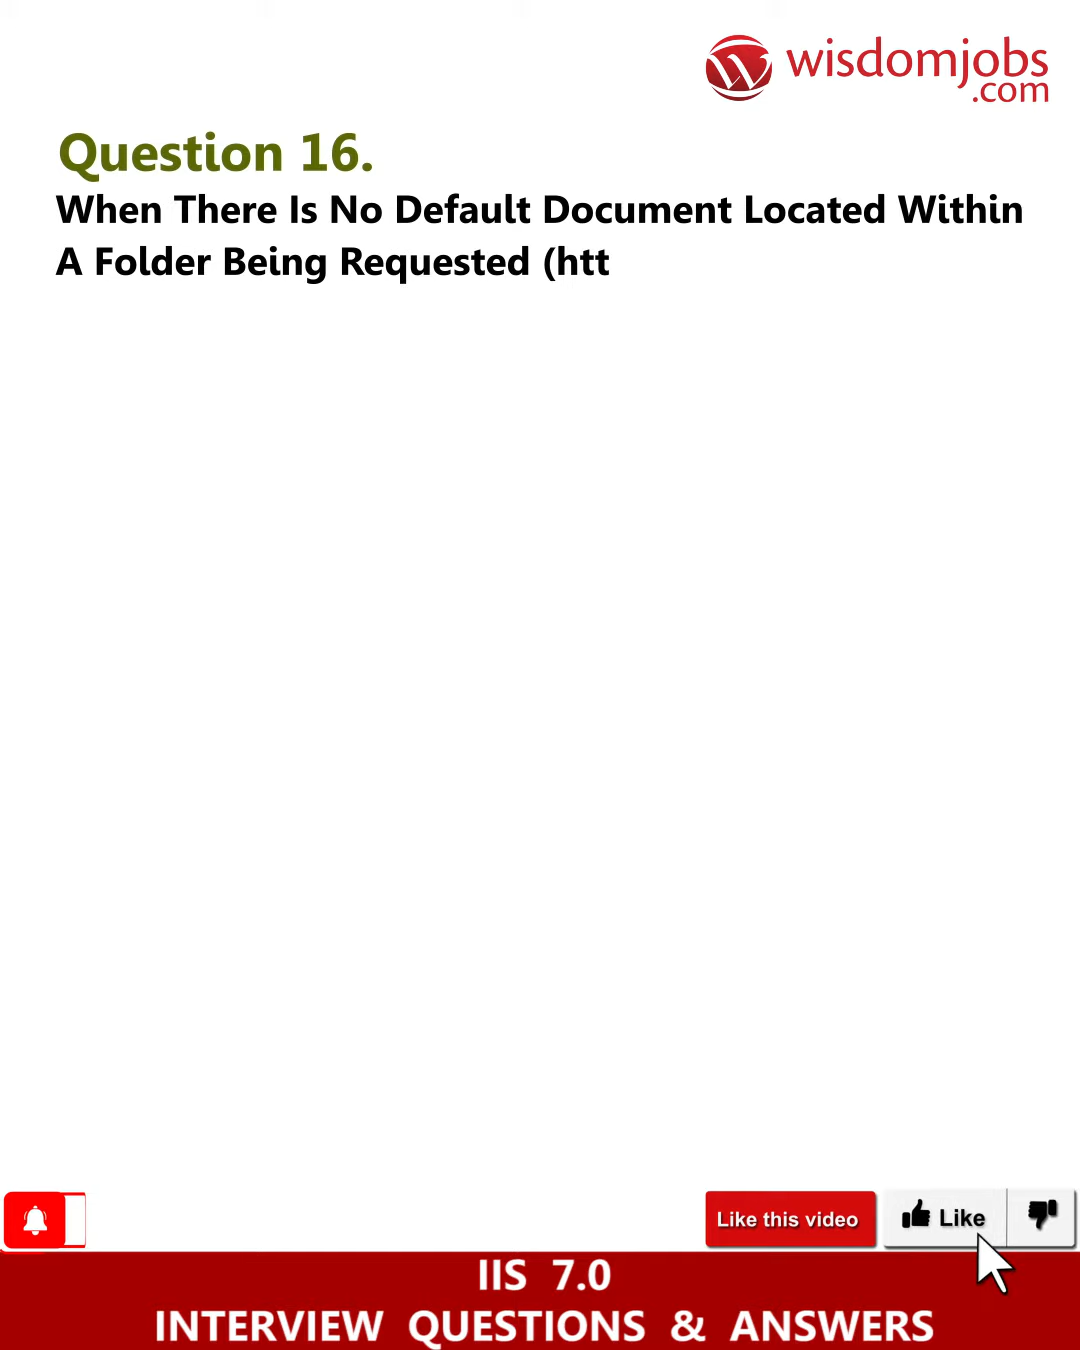 wisdomjobs
.com
Question 16.
When There Is No Default Document Located Within
A Folder Being Requested (htt
Like this video
Like
IIS 7.0
INTERVIEW QUESTIONS & ANSWERS